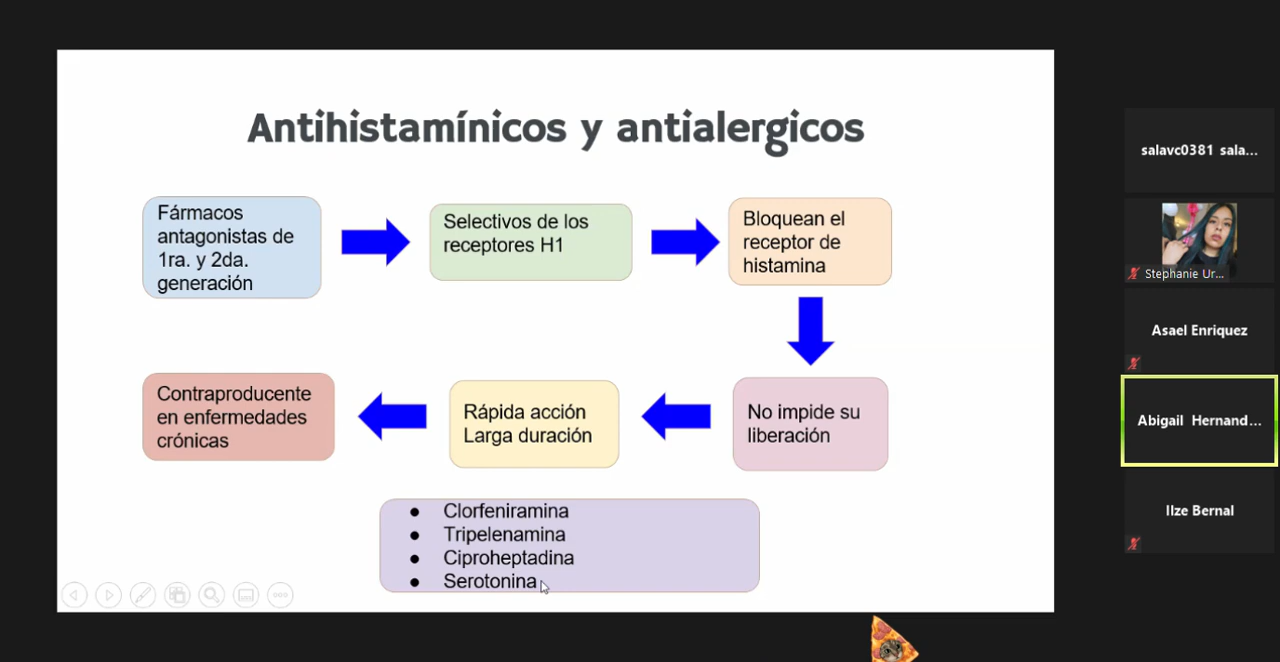 Antihistamínicos y antialergicos
Fármacos
antagonistas de
1ra. y 2da.
generación
Selectivos de los
receptores H1
Bloquean el
receptor de
histamina
Contraproducente
en enfermedades
crónicas
Rápida acción
Larga duración
No impide su
liberación
● Clorfeniramina
● Tripelenamina
● Ciproheptadina
● Serotonina
salavc0381 sala...
Stephanie Ur...
Asael Enriquez
Abigail Hernand...
Ilze Bernal